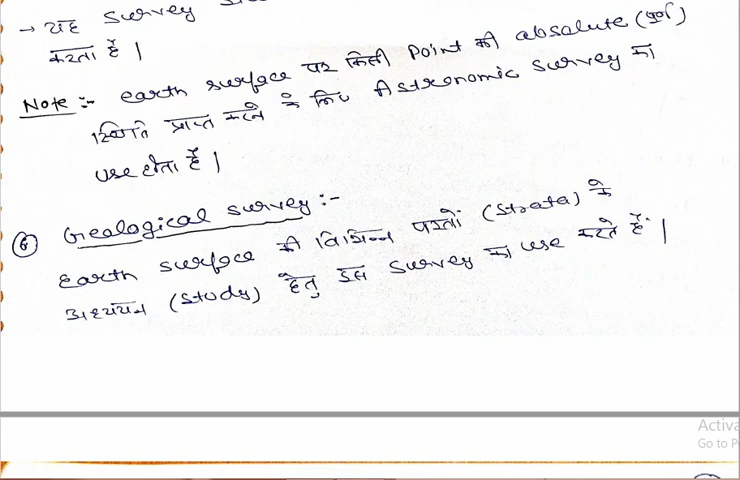 → यह survey
करता है |
Note :- earth surface पर किसी Point की absolute (पूर्ण)
स्थिति प्राप्त करने के लिए Astronomic survey का
use होता है |
⑥ Geological survey :-
Earth surface की विभिन्न परतों (strata) के
अध्ययन (study) हेतु इस survey का use करते हैं |
Activa
Go to P